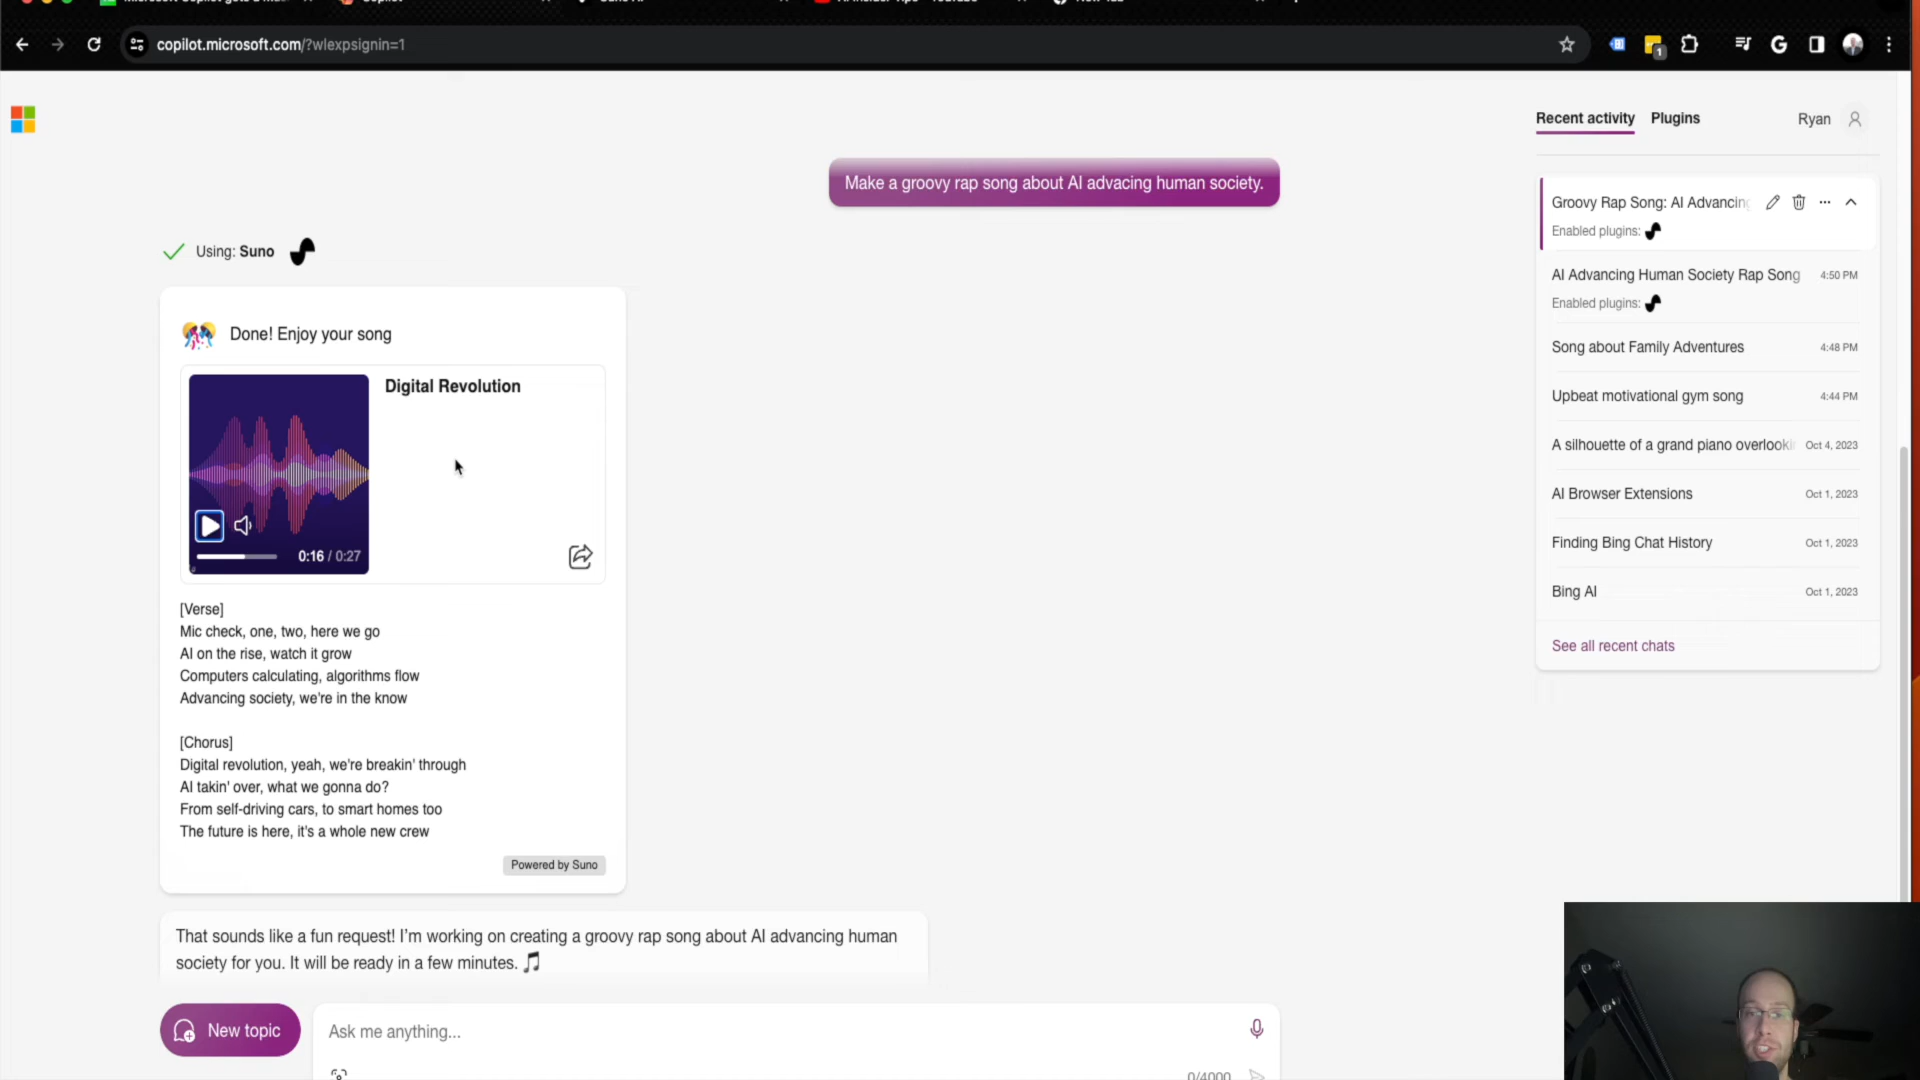 copilot.microsoft.com/?wlexpsignin=1
1
Recent activity
Plugins
Ryan
Make a groovy rap song about AI advacing human society.
Using: Suno
Done! Enjoy your song
Digital Revolution
0:16 / 0:27
[Verse]
Mic check, one, two, here we go
AI on the rise, watch it grow
Computers calculating, algorithms flow
Advancing society, we're in the know
[Chorus]
Digital revolution, yeah, we're breakin' through
AI takin' over, what we gonna do?
From self-driving cars, to smart homes too
The future is here, it's a whole new crew
Powered by Suno
That sounds like a fun request! I'm working on creating a groovy rap song about AI advancing human
society for you. It will be ready in a few minutes.
New topic
Ask me anything...
0/4000
Groovy Rap Song: AI Advancing
Enabled plugins:
AI Advancing Human Society Rap Song 4:50 PM
Enabled plugins:
Song about Family Adventures 4:48 PM
Upbeat motivational gym song 4:44 PM
A silhouette of a grand piano overlooki Oct 4, 2023
AI Browser Extensions Oct 1, 2023
Finding Bing Chat History Oct 1, 2023
Bing AI Oct 1, 2023
See all recent chats